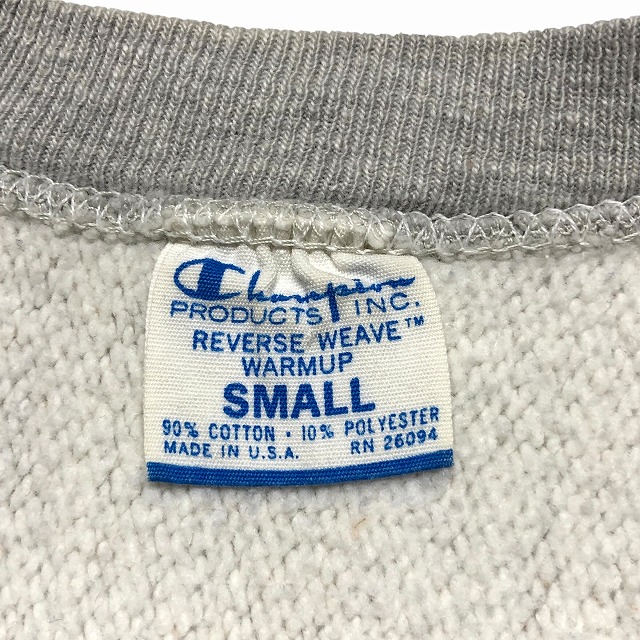 Champion
PRODUCTS INC.
REVERSE WEAVE™
WARMUP
SMALL
90% COTTON · 10% POLYESTER
MADE IN U.S.A. RN 26094